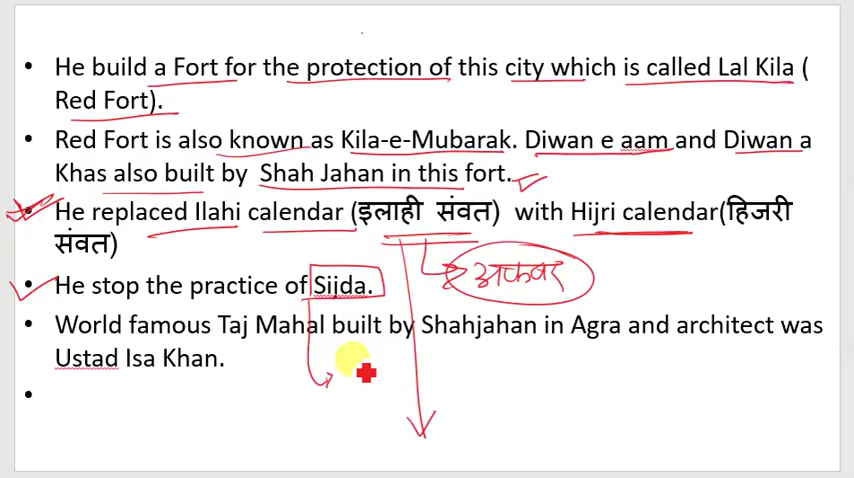 • He build a Fort for the protection of this city which is called Lal Kila (
Red Fort).
• Red Fort is also known as Kila-e-Mubarak. Diwan e aam and Diwan a
Khas also built by Shah Jahan in this fort.
• He replaced Ilahi calendar (इलाही संवत) with Hijri calendar(हिजरी
संवत)
अकबर
• He stop the practice of Sijda.
• World famous Taj Mahal built by Shahjahan in Agra and architect was
Ustad Isa Khan.
•